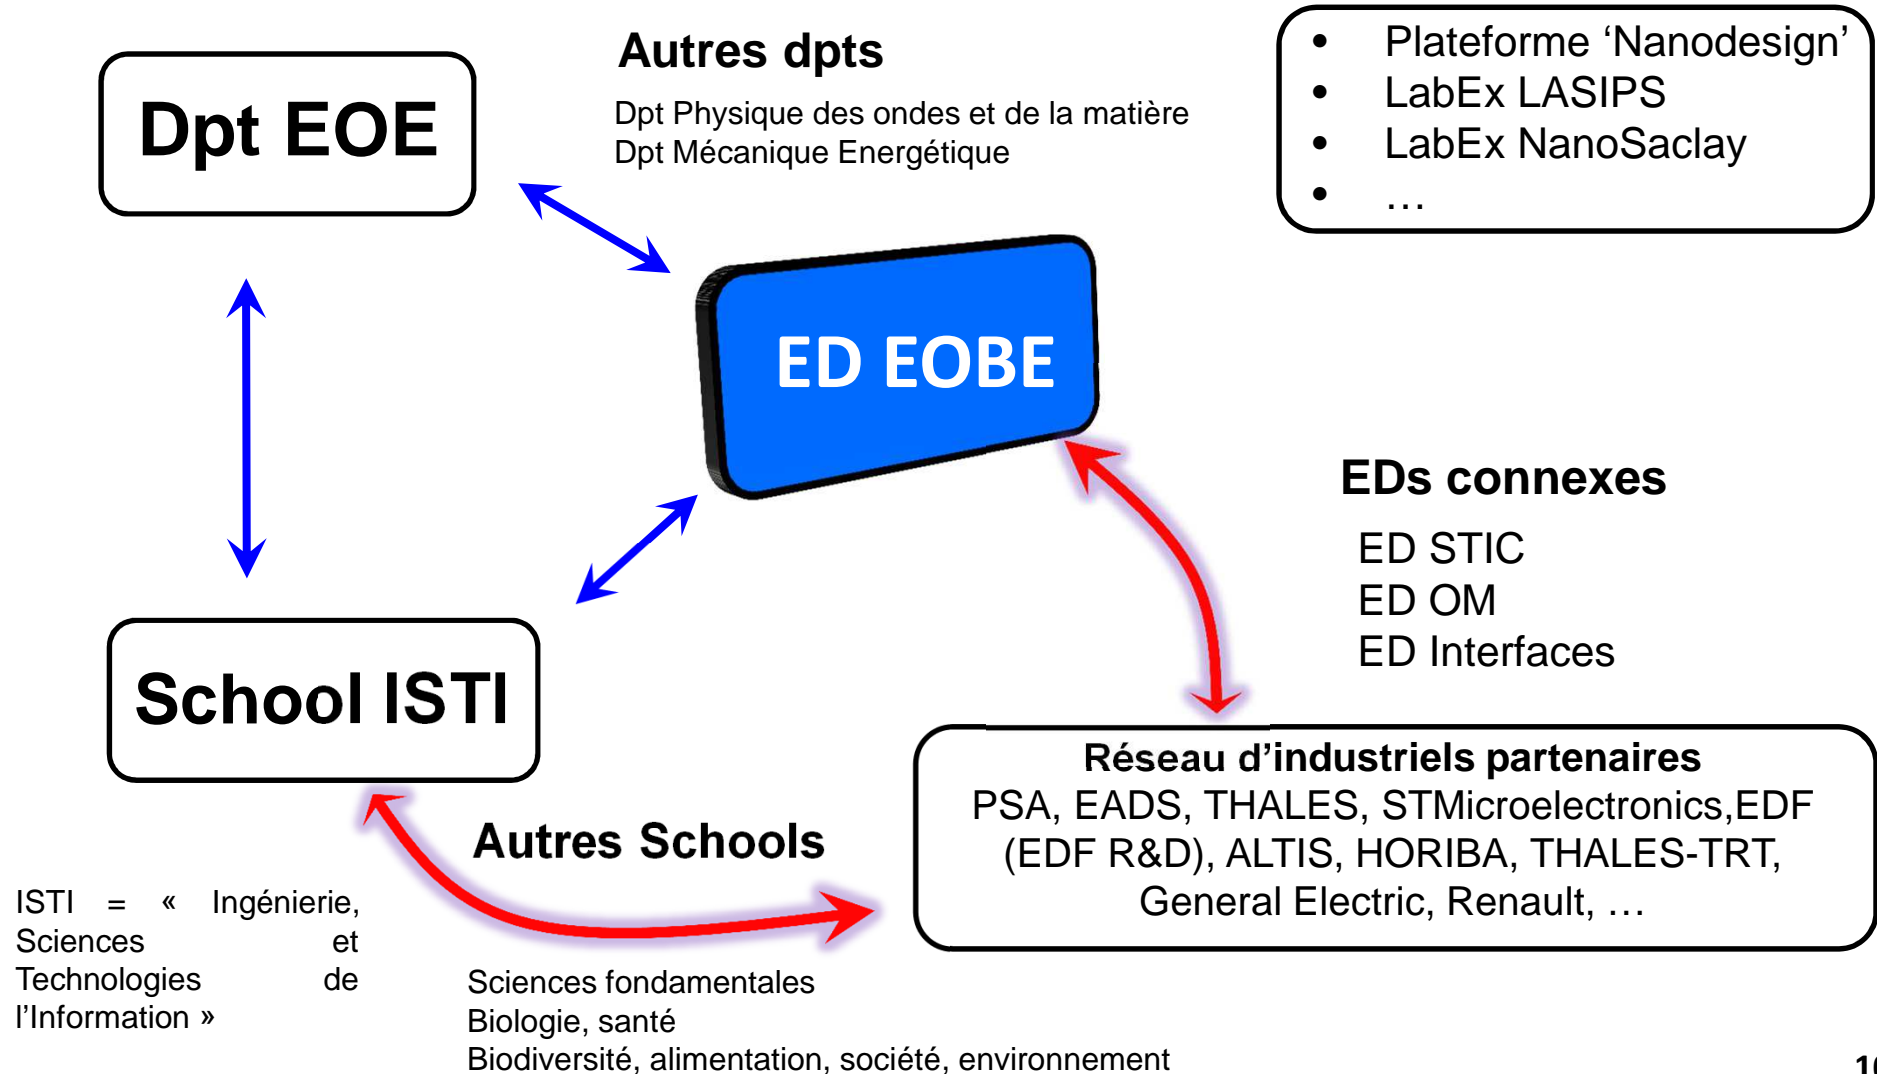 Dpt EOE
Autres dpts
Dpt Physique des ondes et de la matière
Dpt Mécanique Energétique
• Plateforme ‘Nanodesign’
• LabEx LASIPS
• LabEx NanoSaclay
• …
ED EOBE
EDs connexes
ED STIC
ED OM
ED Interfaces
School ISTI
Réseau d’industriels partenaires
PSA, EADS, THALES, STMicroelectronics,EDF
(EDF R&D), ALTIS, HORIBA, THALES-TRT,
General Electric, Renault, …
Autres Schools
ISTI = « Ingénierie,
Sciences et
Technologies de
l’Information »
Sciences fondamentales
Biologie, santé
Biodiversité, alimentation, société, environnement